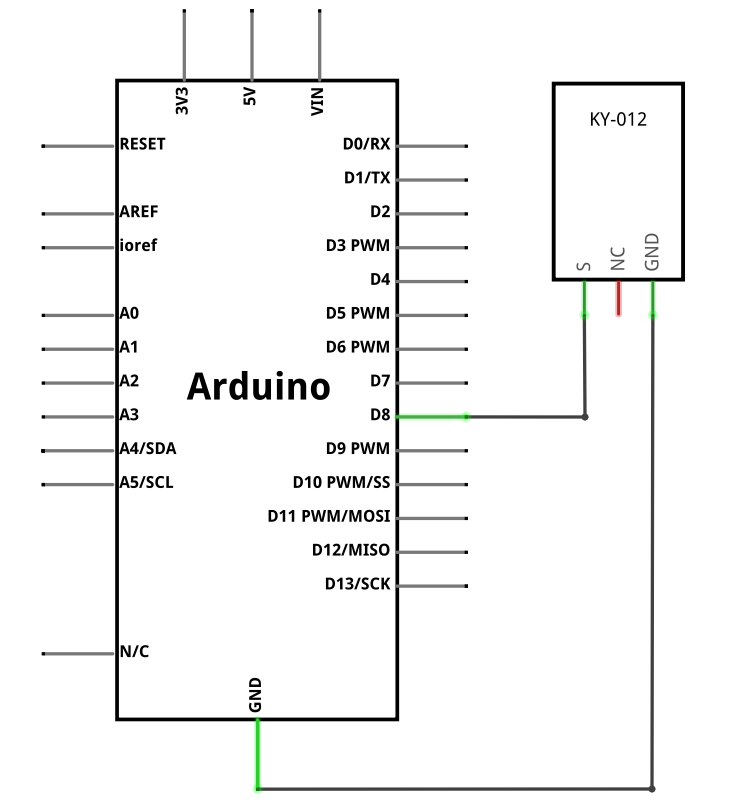 3V3
5V
VIN
RESET
AREF
ioref
A0
A1
A2
A3
A4/SDA
A5/SCL
N/C
Arduino
D0/RX
D1/TX
D2
D3 PWM
D4
D5 PWM
D6 PWM
D7
D8
D9 PWM
D10 PWM/SS
D11 PWM/MOSI
D12/MISO
D13/SCK
GND
KY-012
S
NC
GND